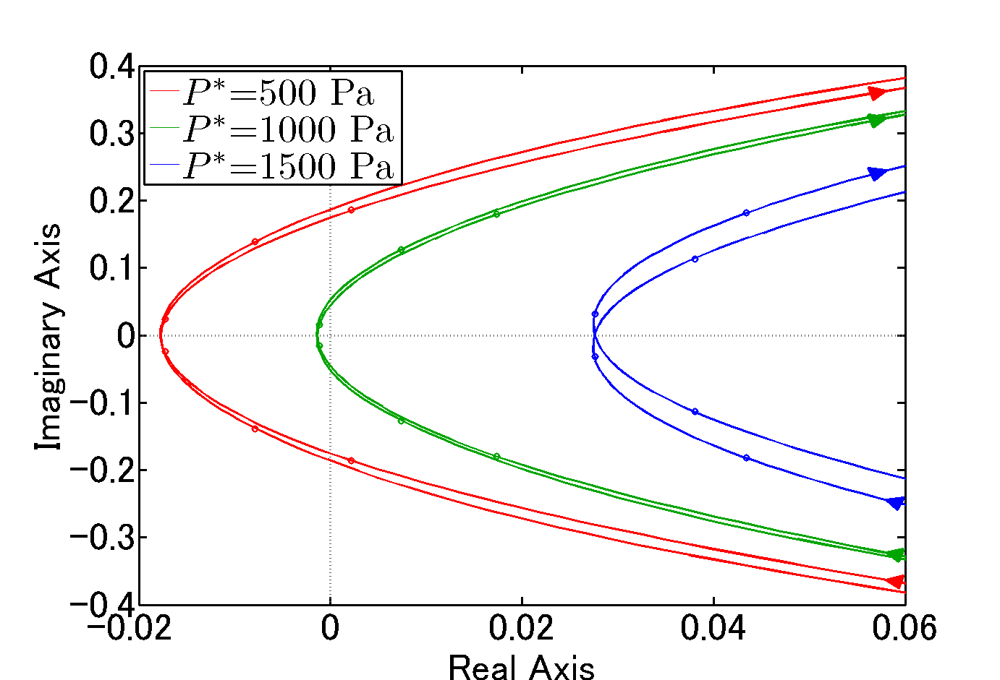 0.4
0.3
0.2
0.1
0
−0.1
−0.2
−0.3
−0.4
P*=500 Pa
P*=1000 Pa
P*=1500 Pa
Imaginary Axis
−0.02 0 0.02 0.04 0.06
Real Axis